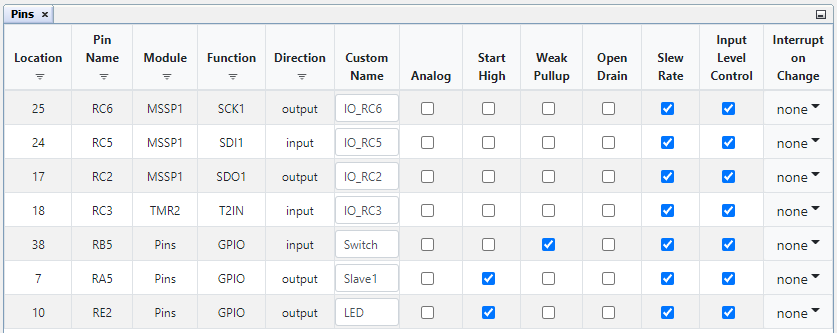 Pins ×
Location Pin Name Module Function Direction Custom Name Analog Start High Weak Pullup Open Drain Slew Rate Input Level Control Interrupt on Change
25 RC6 MSSP1 SCK1 output IO_RC6 none
24 RC5 MSSP1 SDI1 input IO_RC5 none
17 RC2 MSSP1 SDO1 output IO_RC2 none
18 RC3 TMR2 T2IN input IO_RC3 none
38 RB5 Pins GPIO input Switch none
7 RA5 Pins GPIO output Slave1 none
10 RE2 Pins GPIO output LED none